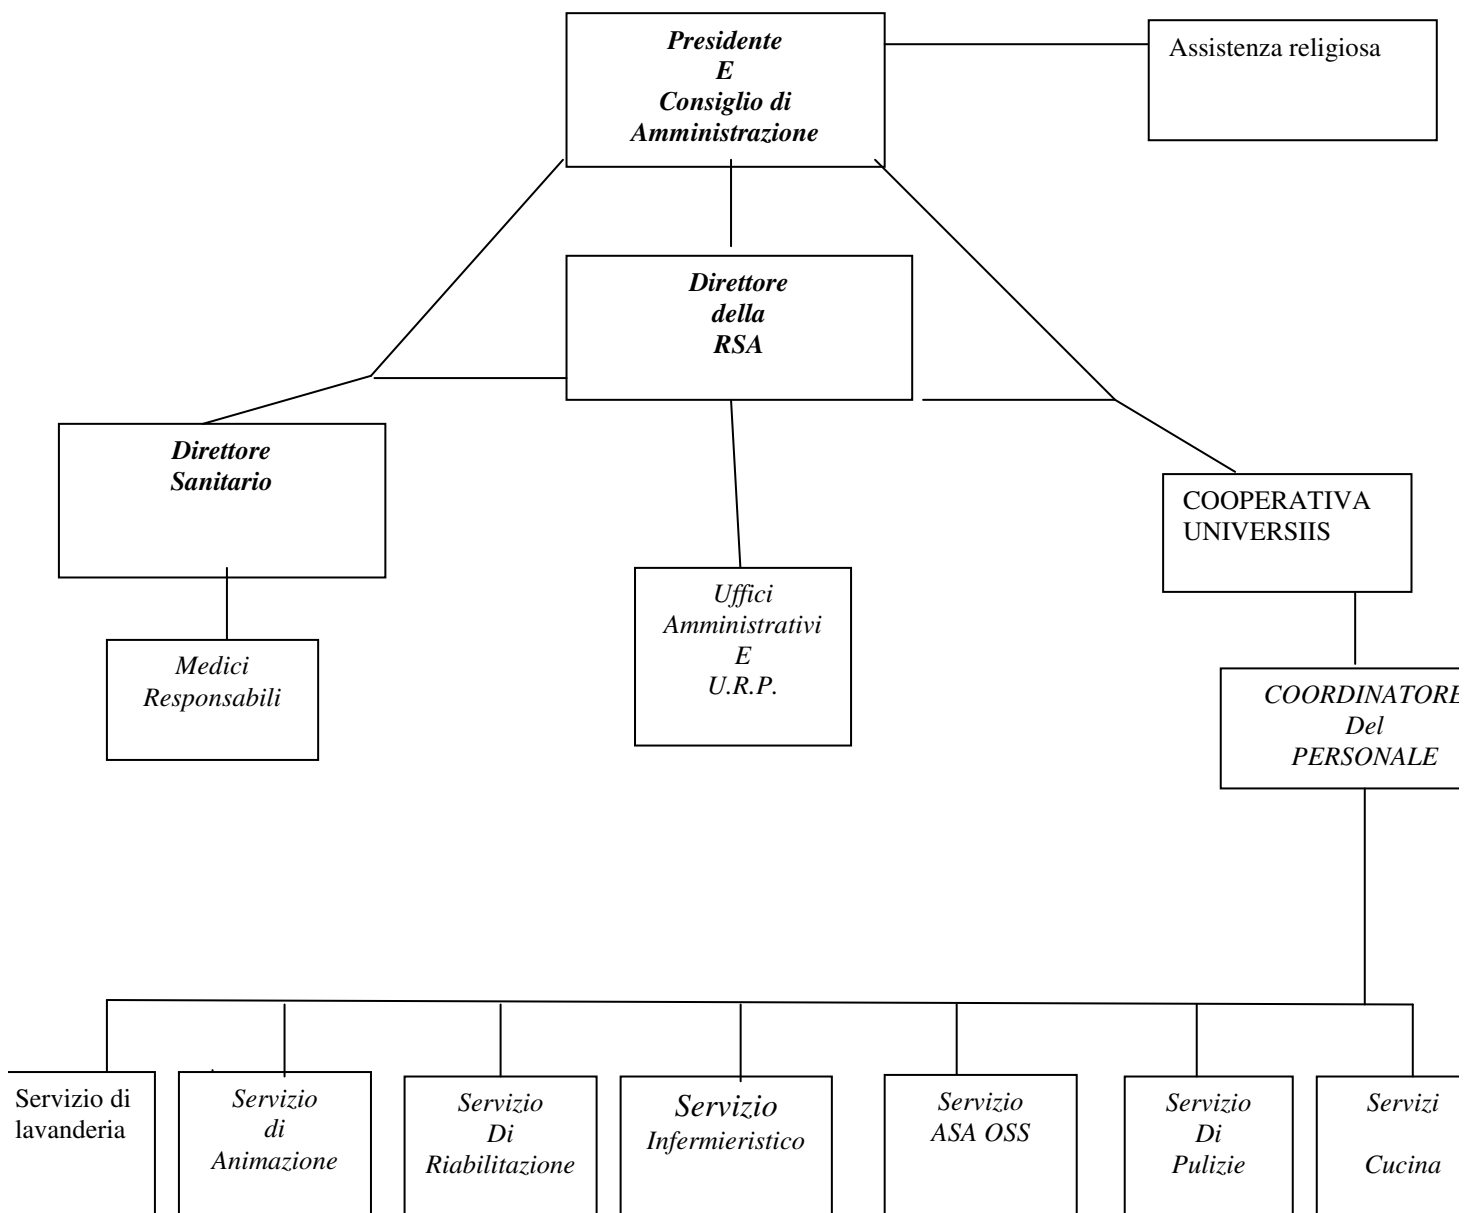 Presidente
E
Consiglio di
Amministrazione
Assistenza religiosa
Direttore
della
RSA
Direttore
Sanitario
COOPERATIVA
UNIVERSIIS
Uffici
Amministrativi
E
U.R.P.
Medici
Responsabili
COORDINATORE
Del
PERSONALE
Servizio di
lavanderia
Servizio
di
Animazione
Servizio
Di
Riabilitazione
Servizio
Infermieristico
Servizio
ASA OSS
Servizio
Di
Pulizie
Servizi
Cucina